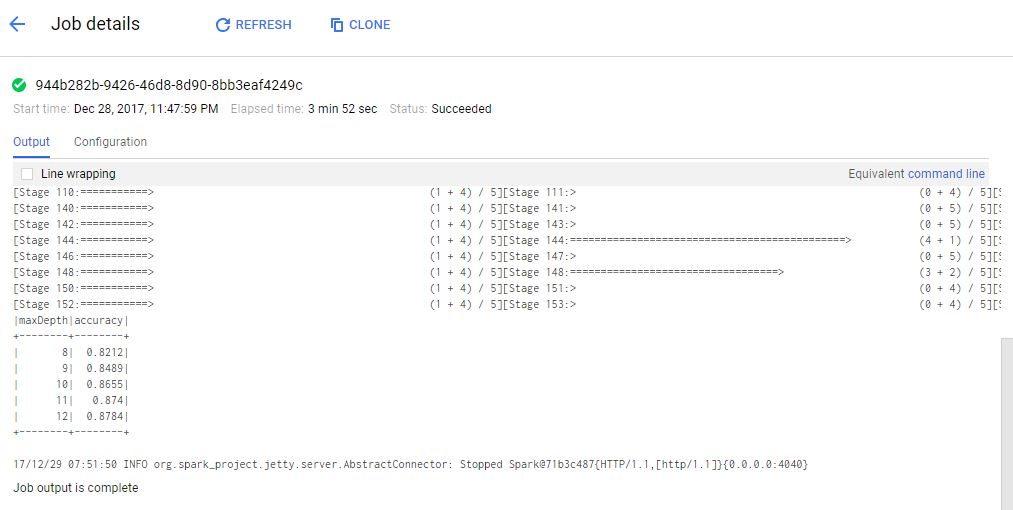 Job details REFRESH CLONE
944b282b-9426-46d8-8d90-8bb3eaf4249c
Start time: Dec 28, 2017, 11:47:59 PM Elapsed time: 3 min 52 sec Status: Succeeded
Output Configuration
Line wrapping Equivalent command line
[Stage 110:===========> (1 + 4) / 5][Stage 111:> (0 + 4) / 5][S
[Stage 140:===========> (1 + 4) / 5][Stage 141:> (0 + 5) / 5][S
[Stage 142:===========> (1 + 4) / 5][Stage 143:> (0 + 5) / 5][S
[Stage 144:===========> (1 + 4) / 5][Stage 144:=============================================> (4 + 1) / 5][S
[Stage 146:===========> (1 + 4) / 5][Stage 147:> (0 + 5) / 5][S
[Stage 148:===========> (1 + 4) / 5][Stage 148:==================================> (3 + 2) / 5][S
[Stage 150:===========> (1 + 4) / 5][Stage 151:> (0 + 4) / 5][S
[Stage 152:===========> (1 + 4) / 5][Stage 153:> (0 + 4) / 5][S
|maxDepth|accuracy|
+--------+--------+
| 8| 0.8212|
| 9| 0.8489|
| 10| 0.8655|
| 11| 0.874|
| 12| 0.8784|
+--------+--------+
17/12/29 07:51:50 INFO org.spark_project.jetty.server.AbstractConnector: Stopped Spark@71b3c487{HTTP/1.1,[http/1.1]}{0.0.0.0:4040}
Job output is complete